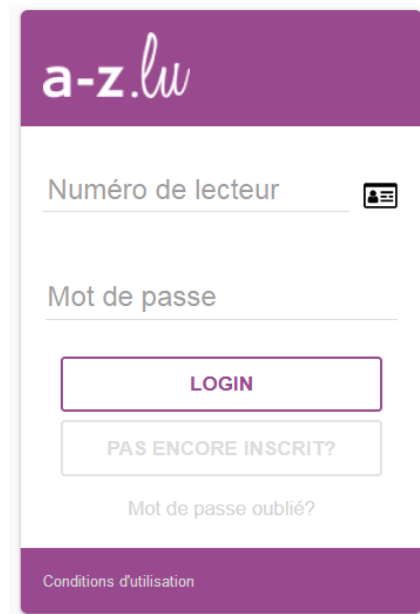 a-z.lu
Numéro de lecteur
Mot de passe
LOGIN
PAS ENCORE INSCRIT?
Mot de passe oublié?
Conditions d'utilisation